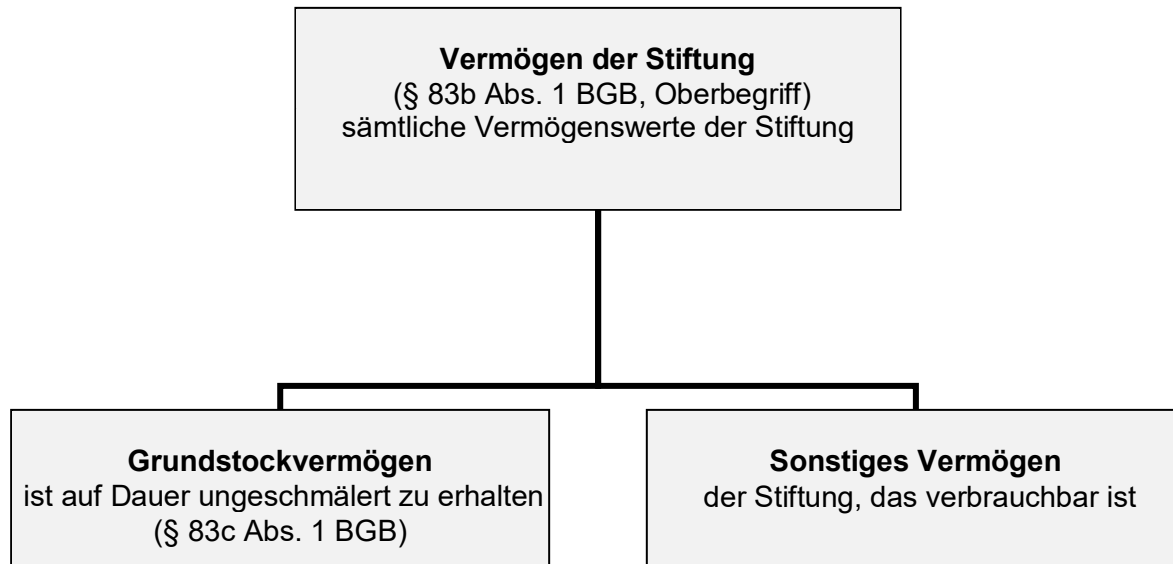 Vermögen der Stiftung
(§ 83b Abs. 1 BGB, Oberbegriff)
sämtliche Vermögenswerte der Stiftung
Grundstockvermögen
ist auf Dauer ungeschmälert zu erhalten
(§ 83c Abs. 1 BGB)
Sonstiges Vermögen
der Stiftung, das verbrauchbar ist